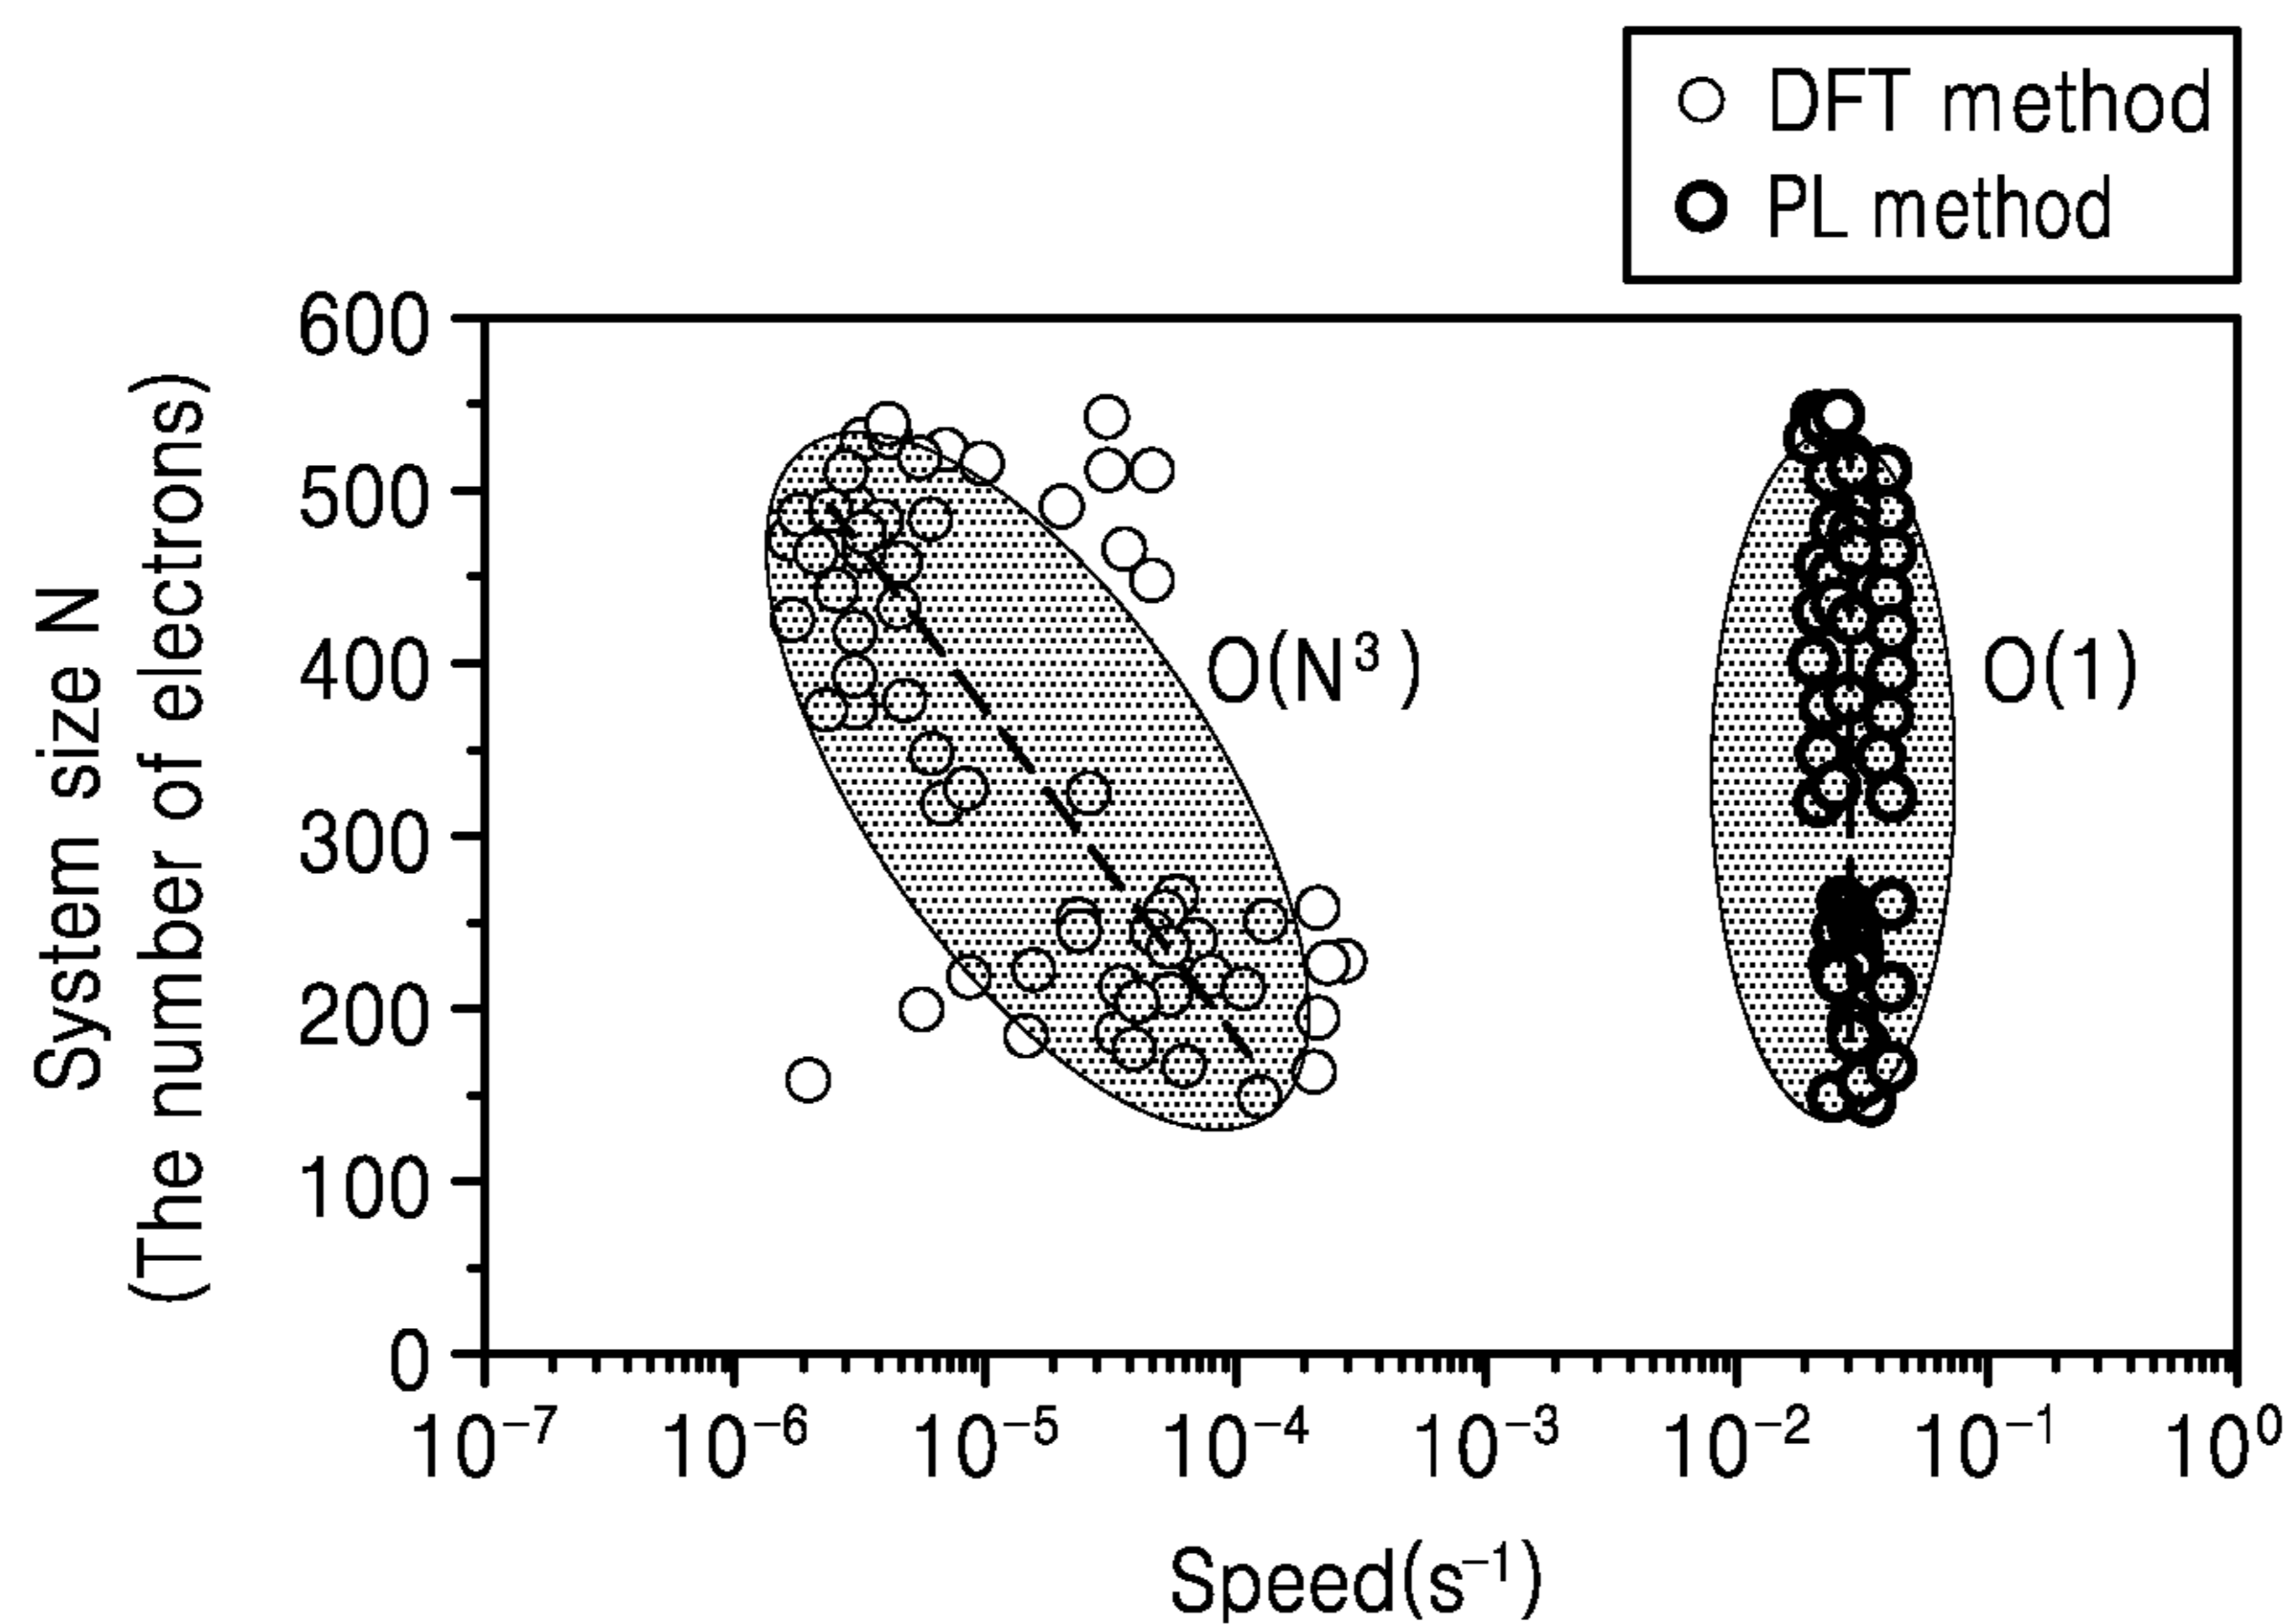 DFT method
PL method
System size N
(The number of electrons)
600
500
400
300
200
100
0
O(N³)
O(1)
10⁻⁷ 10⁻⁶ 10⁻⁵ 10⁻⁴ 10⁻³ 10⁻² 10⁻¹ 10⁰
Speed(s⁻¹)